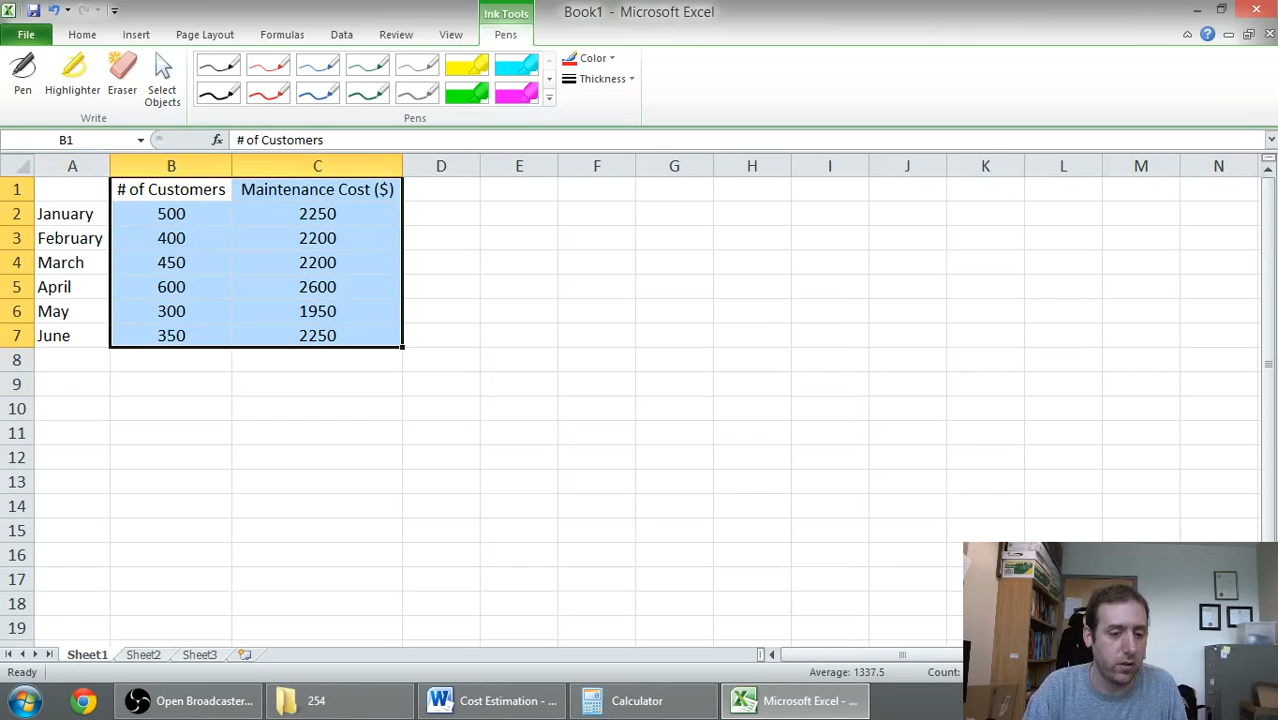 Ink Tools
Book1 - Microsoft Excel
File Home Insert Page Layout Formulas Data Review View Pens
Pen Highlighter Eraser Select Objects
Color
Thickness
Write Pens
B1 fx # of Customers
A B C D E F G H I J K L M N
1 # of Customers Maintenance Cost ($)
2 January 500 2250
3 February 400 2200
4 March 450 2200
5 April 600 2600
6 May 300 1950
7 June 350 2250
8
9
10
11
12
13
14
15
16
17
18
19
Sheet1 Sheet2 Sheet3
Ready Average: 1337.5 Count:
Open Broadcaster... 254 Cost Estimation - ... Calculator Microsoft Excel - ...